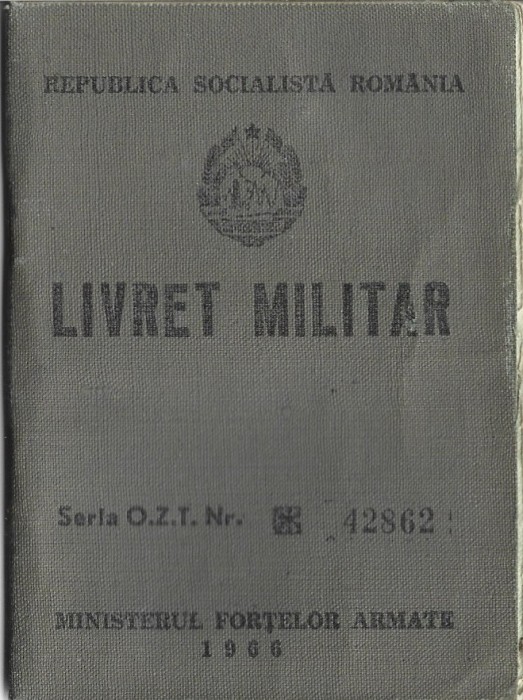 REPUBLICA SOCIALISTĂ ROMÂNIA
LIVRET MILITAR
Seria O.Z.T. Nr. 42862
MINISTERUL FORȚELOR ARMATE
1966